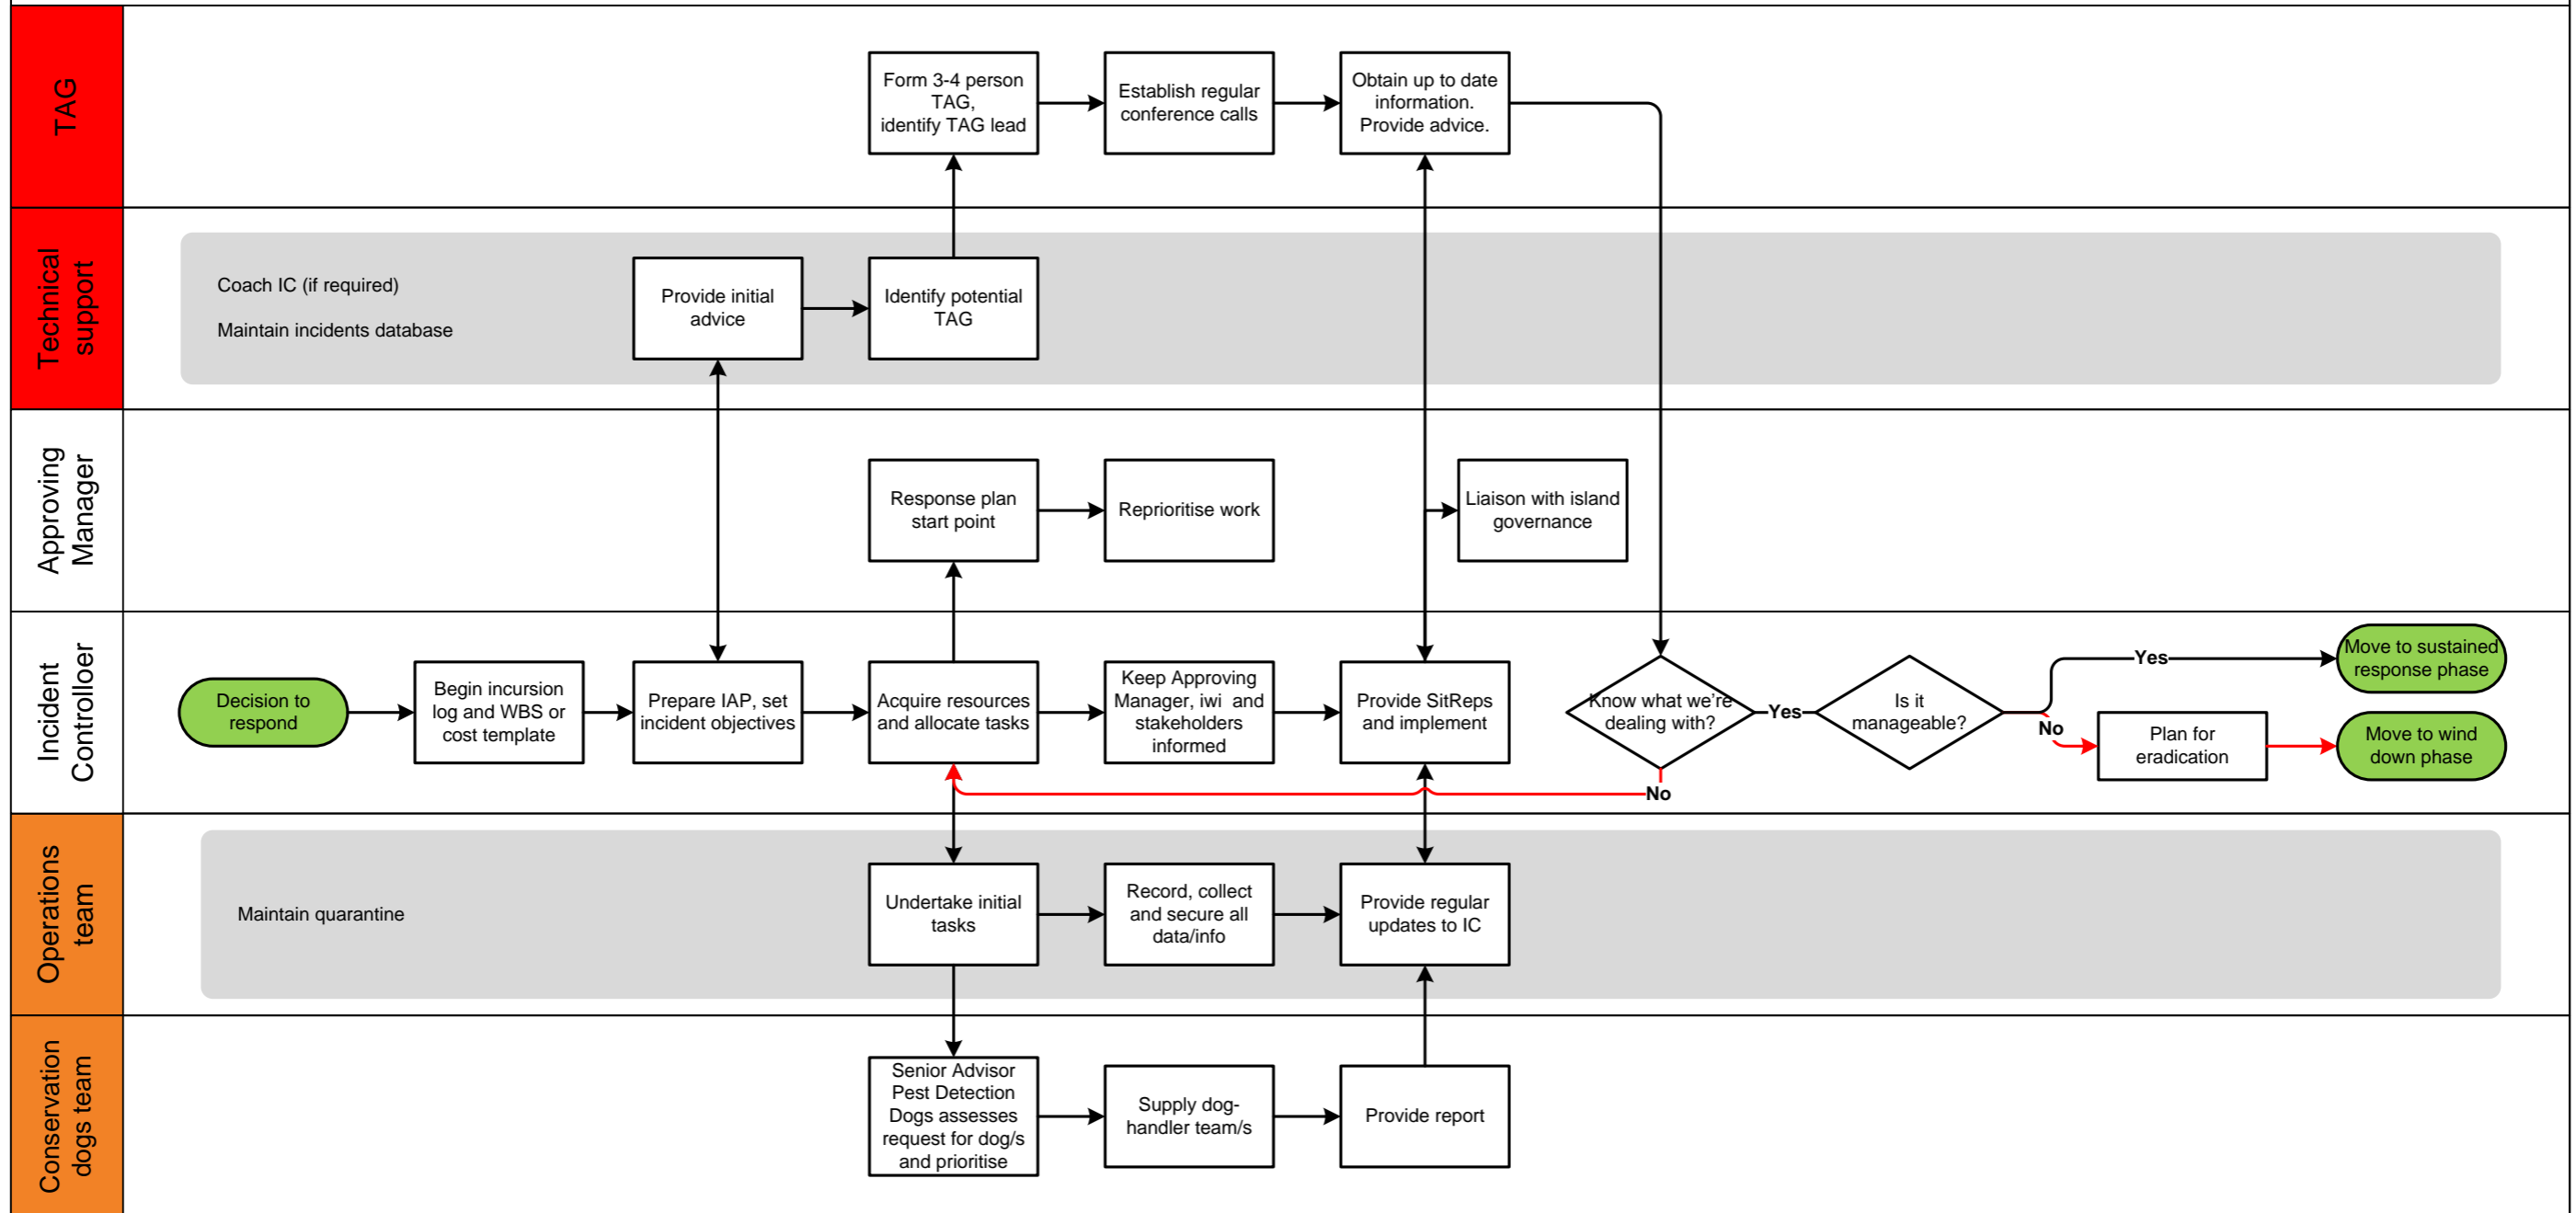 TAG
Form 3-4 person
TAG,
identify TAG lead
Establish regular
conference calls
Obtain up to date
information.
Provide advice.
Technical
support
Coach IC (if required)
Maintain incidents database
Provide initial
advice
Identify potential
TAG
Approving
Manager
Response plan
start point
Reprioritise work
Liaison with island
governance
Incident
Controlloer
Decision to
respond
Begin incursion
log and WBS or
cost template
Prepare IAP, set
incident objectives
Acquire resources
and allocate tasks
Keep Approving
Manager, iwi and
stakeholders
informed
Provide SitReps
and implement
Know what we're
dealing with?
Yes
No
Is it
manageable?
Yes
No
Move to sustained
response phase
Plan for
eradication
Move to wind
down phase
Operations
team
Maintain quarantine
Undertake initial
tasks
Record, collect
and secure all
data/info
Provide regular
updates to IC
Conservation
dogs team
Senior Advisor
Pest Detection
Dogs assesses
request for dog/s
and prioritise
Supply dog-
handler team/s
Provide report